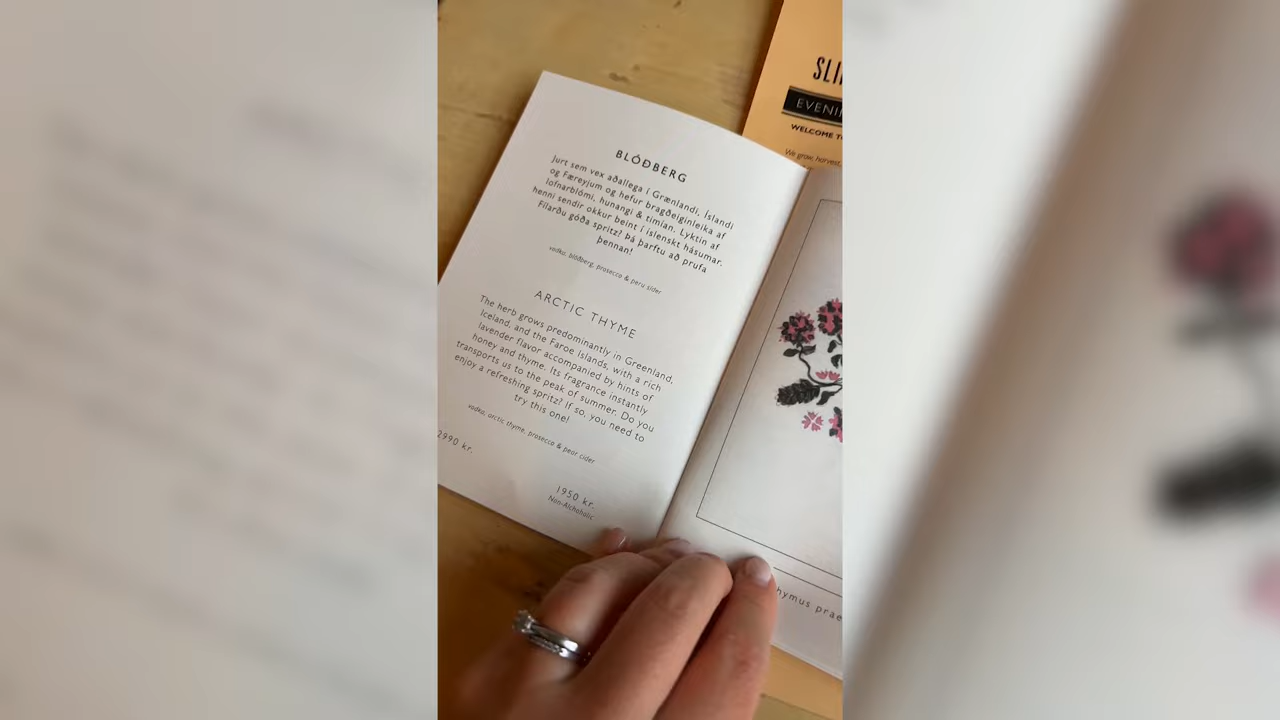 BLÓÐBERG
Jurt sem vex aðallega í Grænlandi, Íslandi
og Færeyjum og hefur bragðeiginleika af
lofnarblómi, hunangi & timían. Lyktin af
henni sendir okkur beint í íslenskt hásumar.
Fílarðu góða spritz? Þá þarftu að prufa
þennan!
vodka, blóðberg, prosecco & peru síder
ARCTIC THYME
The herb grows predominantly in Greenland,
Iceland, and the Faroe Islands, with a rich
lavender flavor accompanied by hints of
honey and thyme. Its fragrance instantly
transports us to the peak of summer. Do you
enjoy a refreshing spritz? If so, you need to
try this one!
vodka, arctic thyme, prosecco & pear cider
2990 kr.
1950 kr.
Non-Alchoholic
EVENIN
WELCOME T
We grow, harvest,
hymus prae